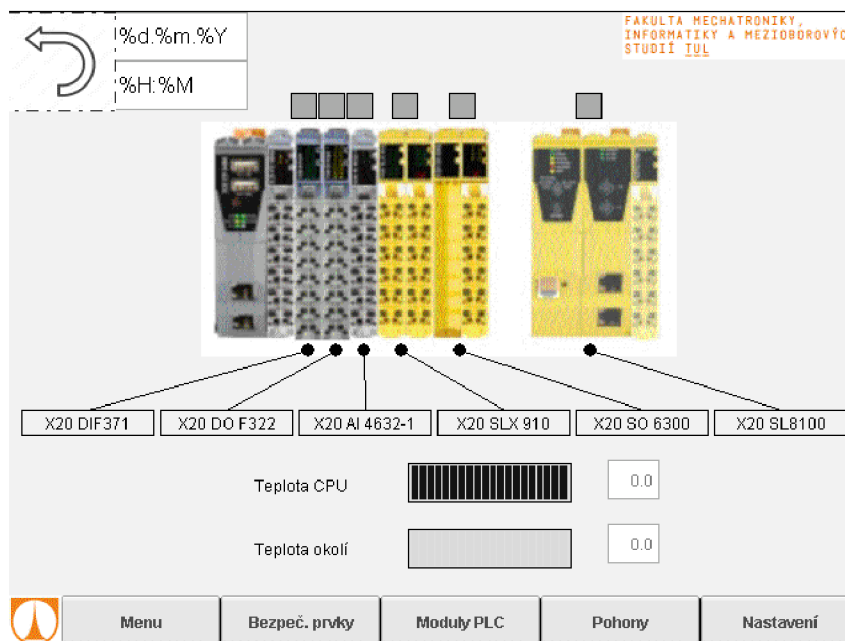 %d.%m.%Y
%H:%M
FAKULTA MECHATRONIKY,
INFORMATIKY A MEZIOBOROVÝC
STUDIÍ TUL
X20 DIF371
X20 DO F322
X20 AI 4632-1
X20 SLX 910
X20 SO 6300
X20 SL8100
Teplota CPU
0.0
Teplota okolí
0.0
Menu
Bezpeč. prvky
Moduly PLC
Pohony
Nastavení